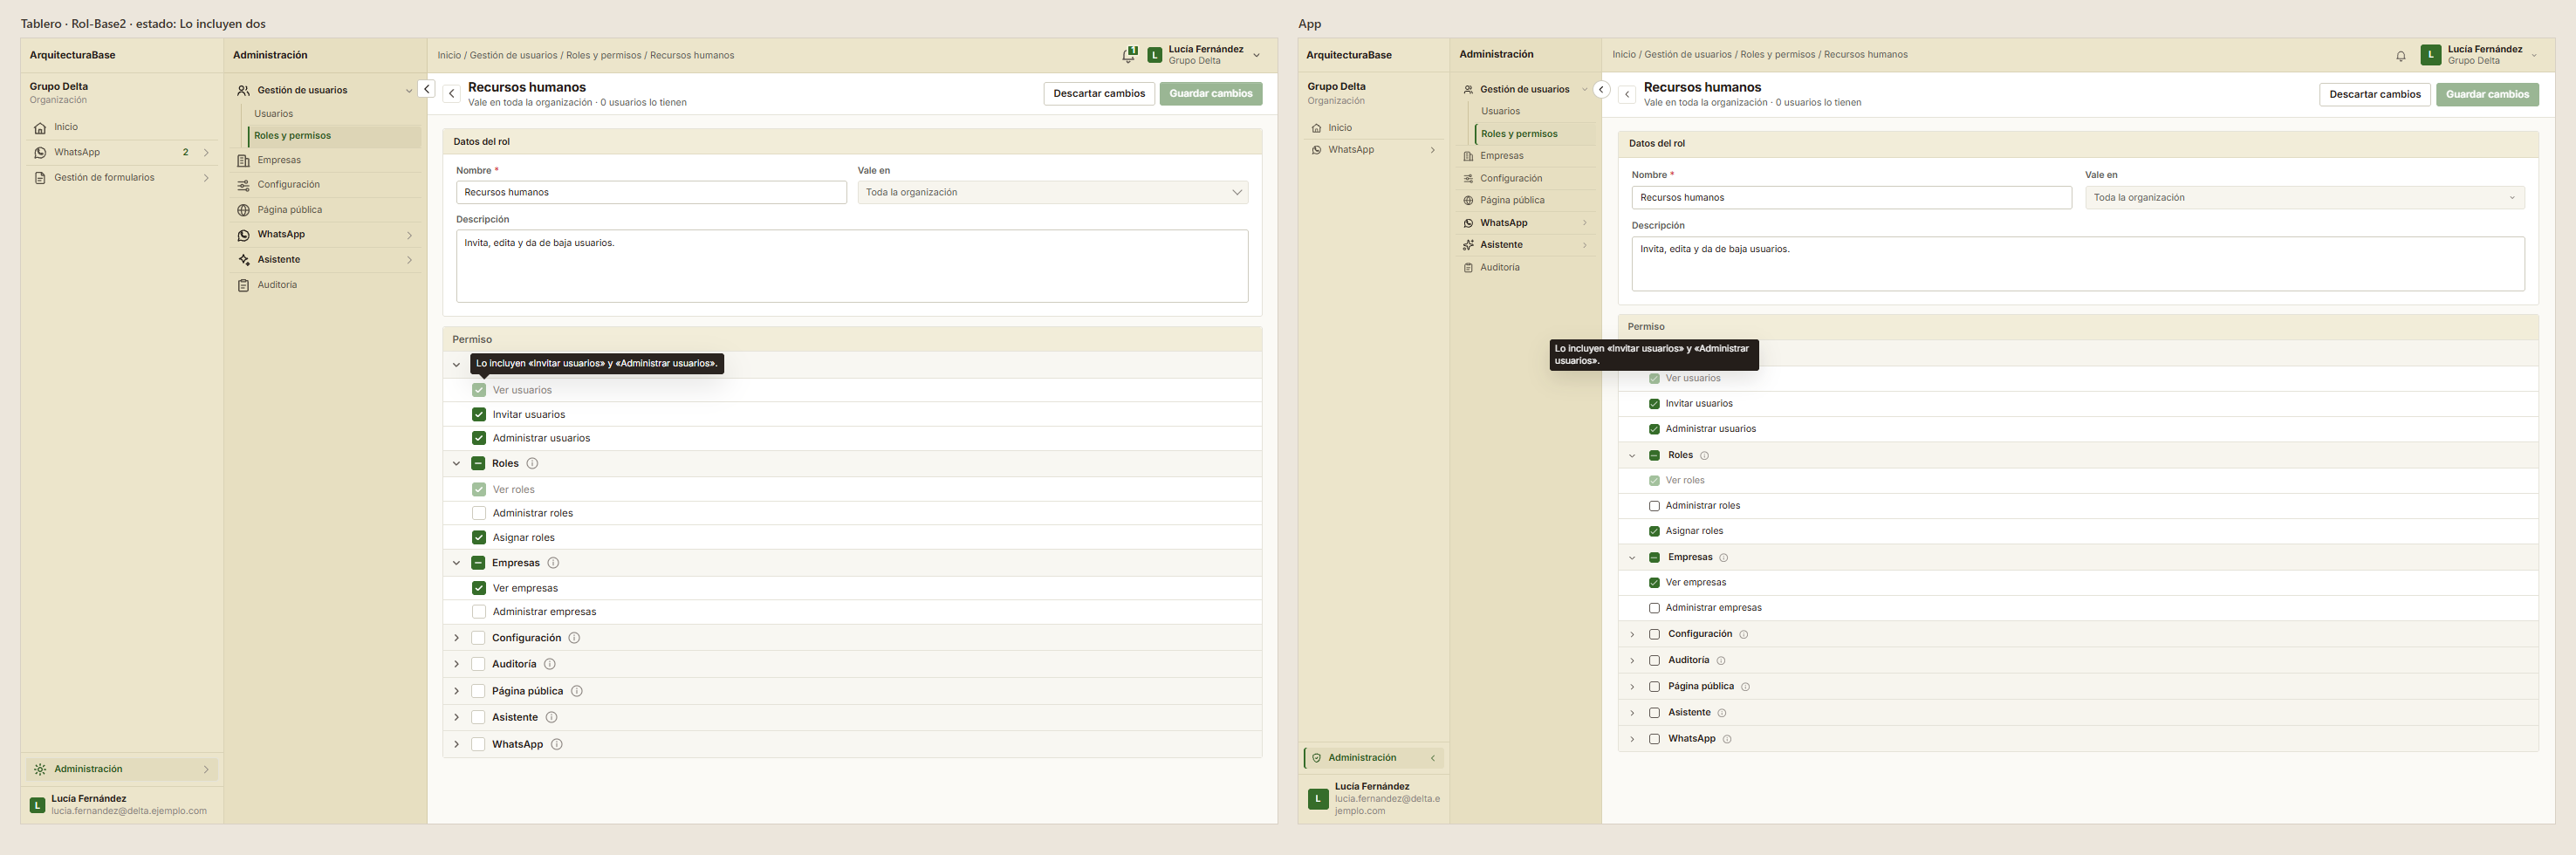 Tablero · Rol-Base2 · estado: Lo incluyen dos
ArquitecturaBase
Grupo Delta
Organización
Inicio
WhatsApp 2
Gestión de formularios
Administración
Lucía Fernández
lucia.fernandez@delta.ejemplo.com
Administración
Gestión de usuarios
Usuarios
Roles y permisos
Empresas
Configuración
Página pública
WhatsApp
Asistente
Auditoría
Inicio / Gestión de usuarios / Roles y permisos / Recursos humanos
1
L
Lucía Fernández
Grupo Delta
Recursos humanos
Vale en toda la organización · 0 usuarios lo tienen
Descartar cambios
Guardar cambios
Datos del rol
Nombre *
Recursos humanos
Vale en
Toda la organización
Descripción
Invita, edita y da de baja usuarios.
Permiso
Lo incluyen «Invitar usuarios» y «Administrar usuarios».
Ver usuarios
Invitar usuarios
Administrar usuarios
Roles
Ver roles
Administrar roles
Asignar roles
Empresas
Ver empresas
Administrar empresas
Configuración
Auditoría
Página pública
Asistente
WhatsApp
L
App
ArquitecturaBase
Grupo Delta
Organización
Inicio
WhatsApp
Administración
L
Lucía Fernández
lucia.fernandez@delta.e
jemplo.com
Administración
Gestión de usuarios
Usuarios
Roles y permisos
Empresas
Configuración
Página pública
WhatsApp
Asistente
Auditoría
Inicio / Gestión de usuarios / Roles y permisos / Recursos humanos
L
Lucía Fernández
Grupo Delta
Recursos humanos
Vale en toda la organización · 0 usuarios lo tienen
Descartar cambios
Guardar cambios
Datos del rol
Nombre *
Recursos humanos
Vale en
Toda la organización
Descripción
Invita, edita y da de baja usuarios.
Permiso
Lo incluyen «Invitar usuarios» y «Administrar
usuarios».
Ver usuarios
Invitar usuarios
Administrar usuarios
Roles
Ver roles
Administrar roles
Asignar roles
Empresas
Ver empresas
Administrar empresas
Configuración
Auditoría
Página pública
Asistente
WhatsApp